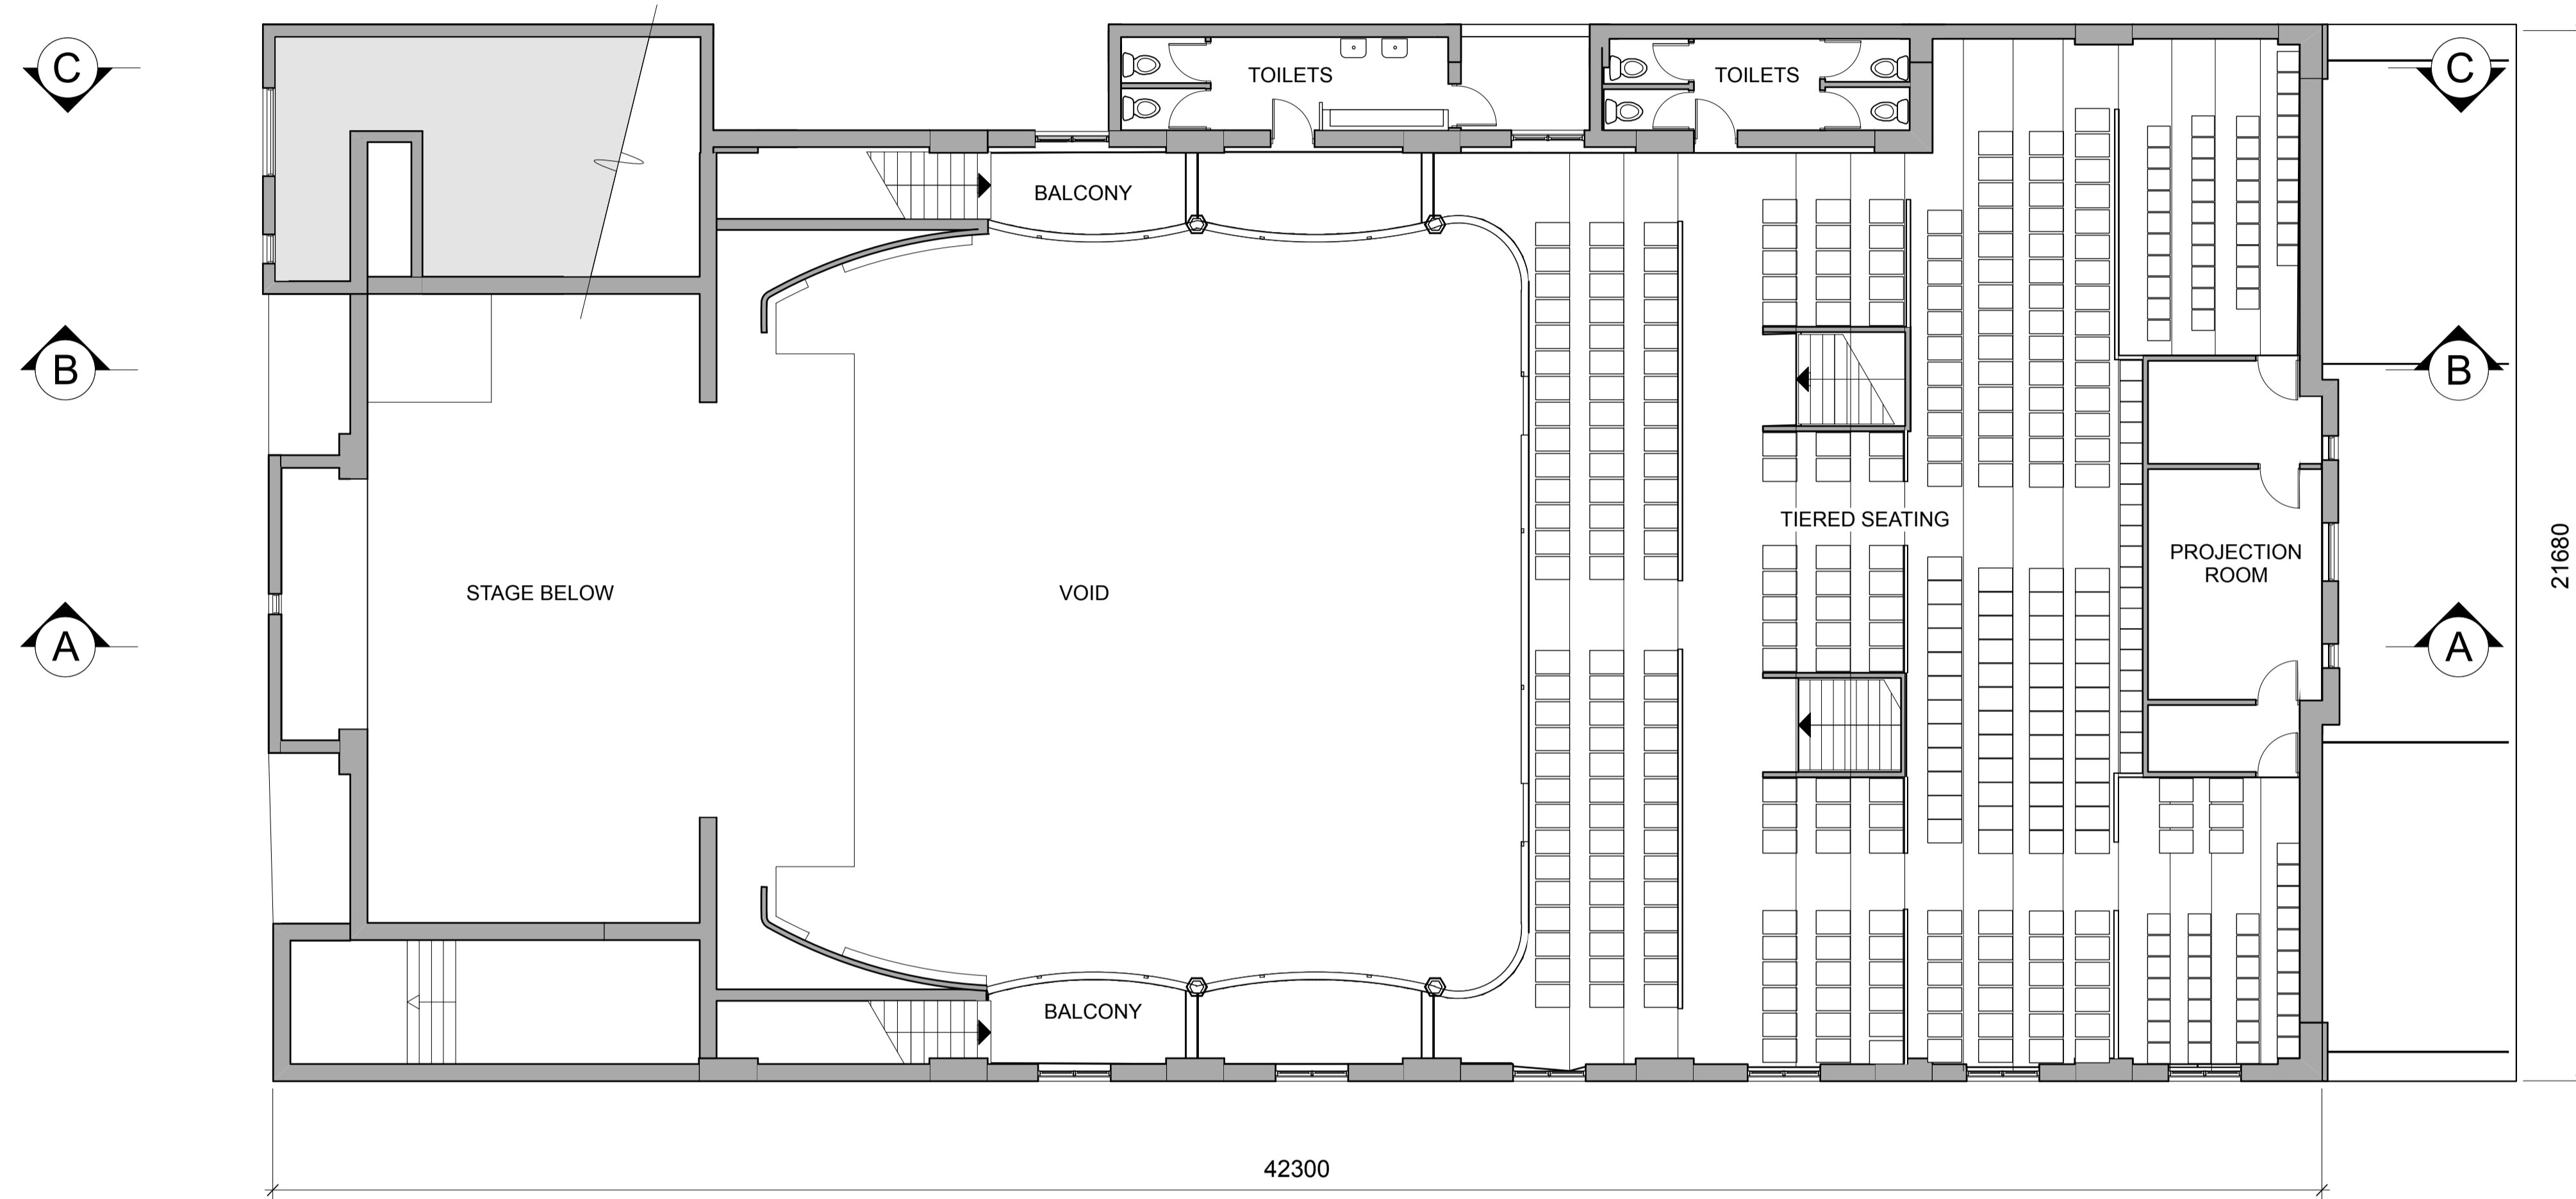 C
TOILETS
TOILETS
C
BALCONY
B
B
TIERED SEATING
PROJECTION
ROOM
21680
STAGE BELOW
VOID
A
A
BALCONY
42300